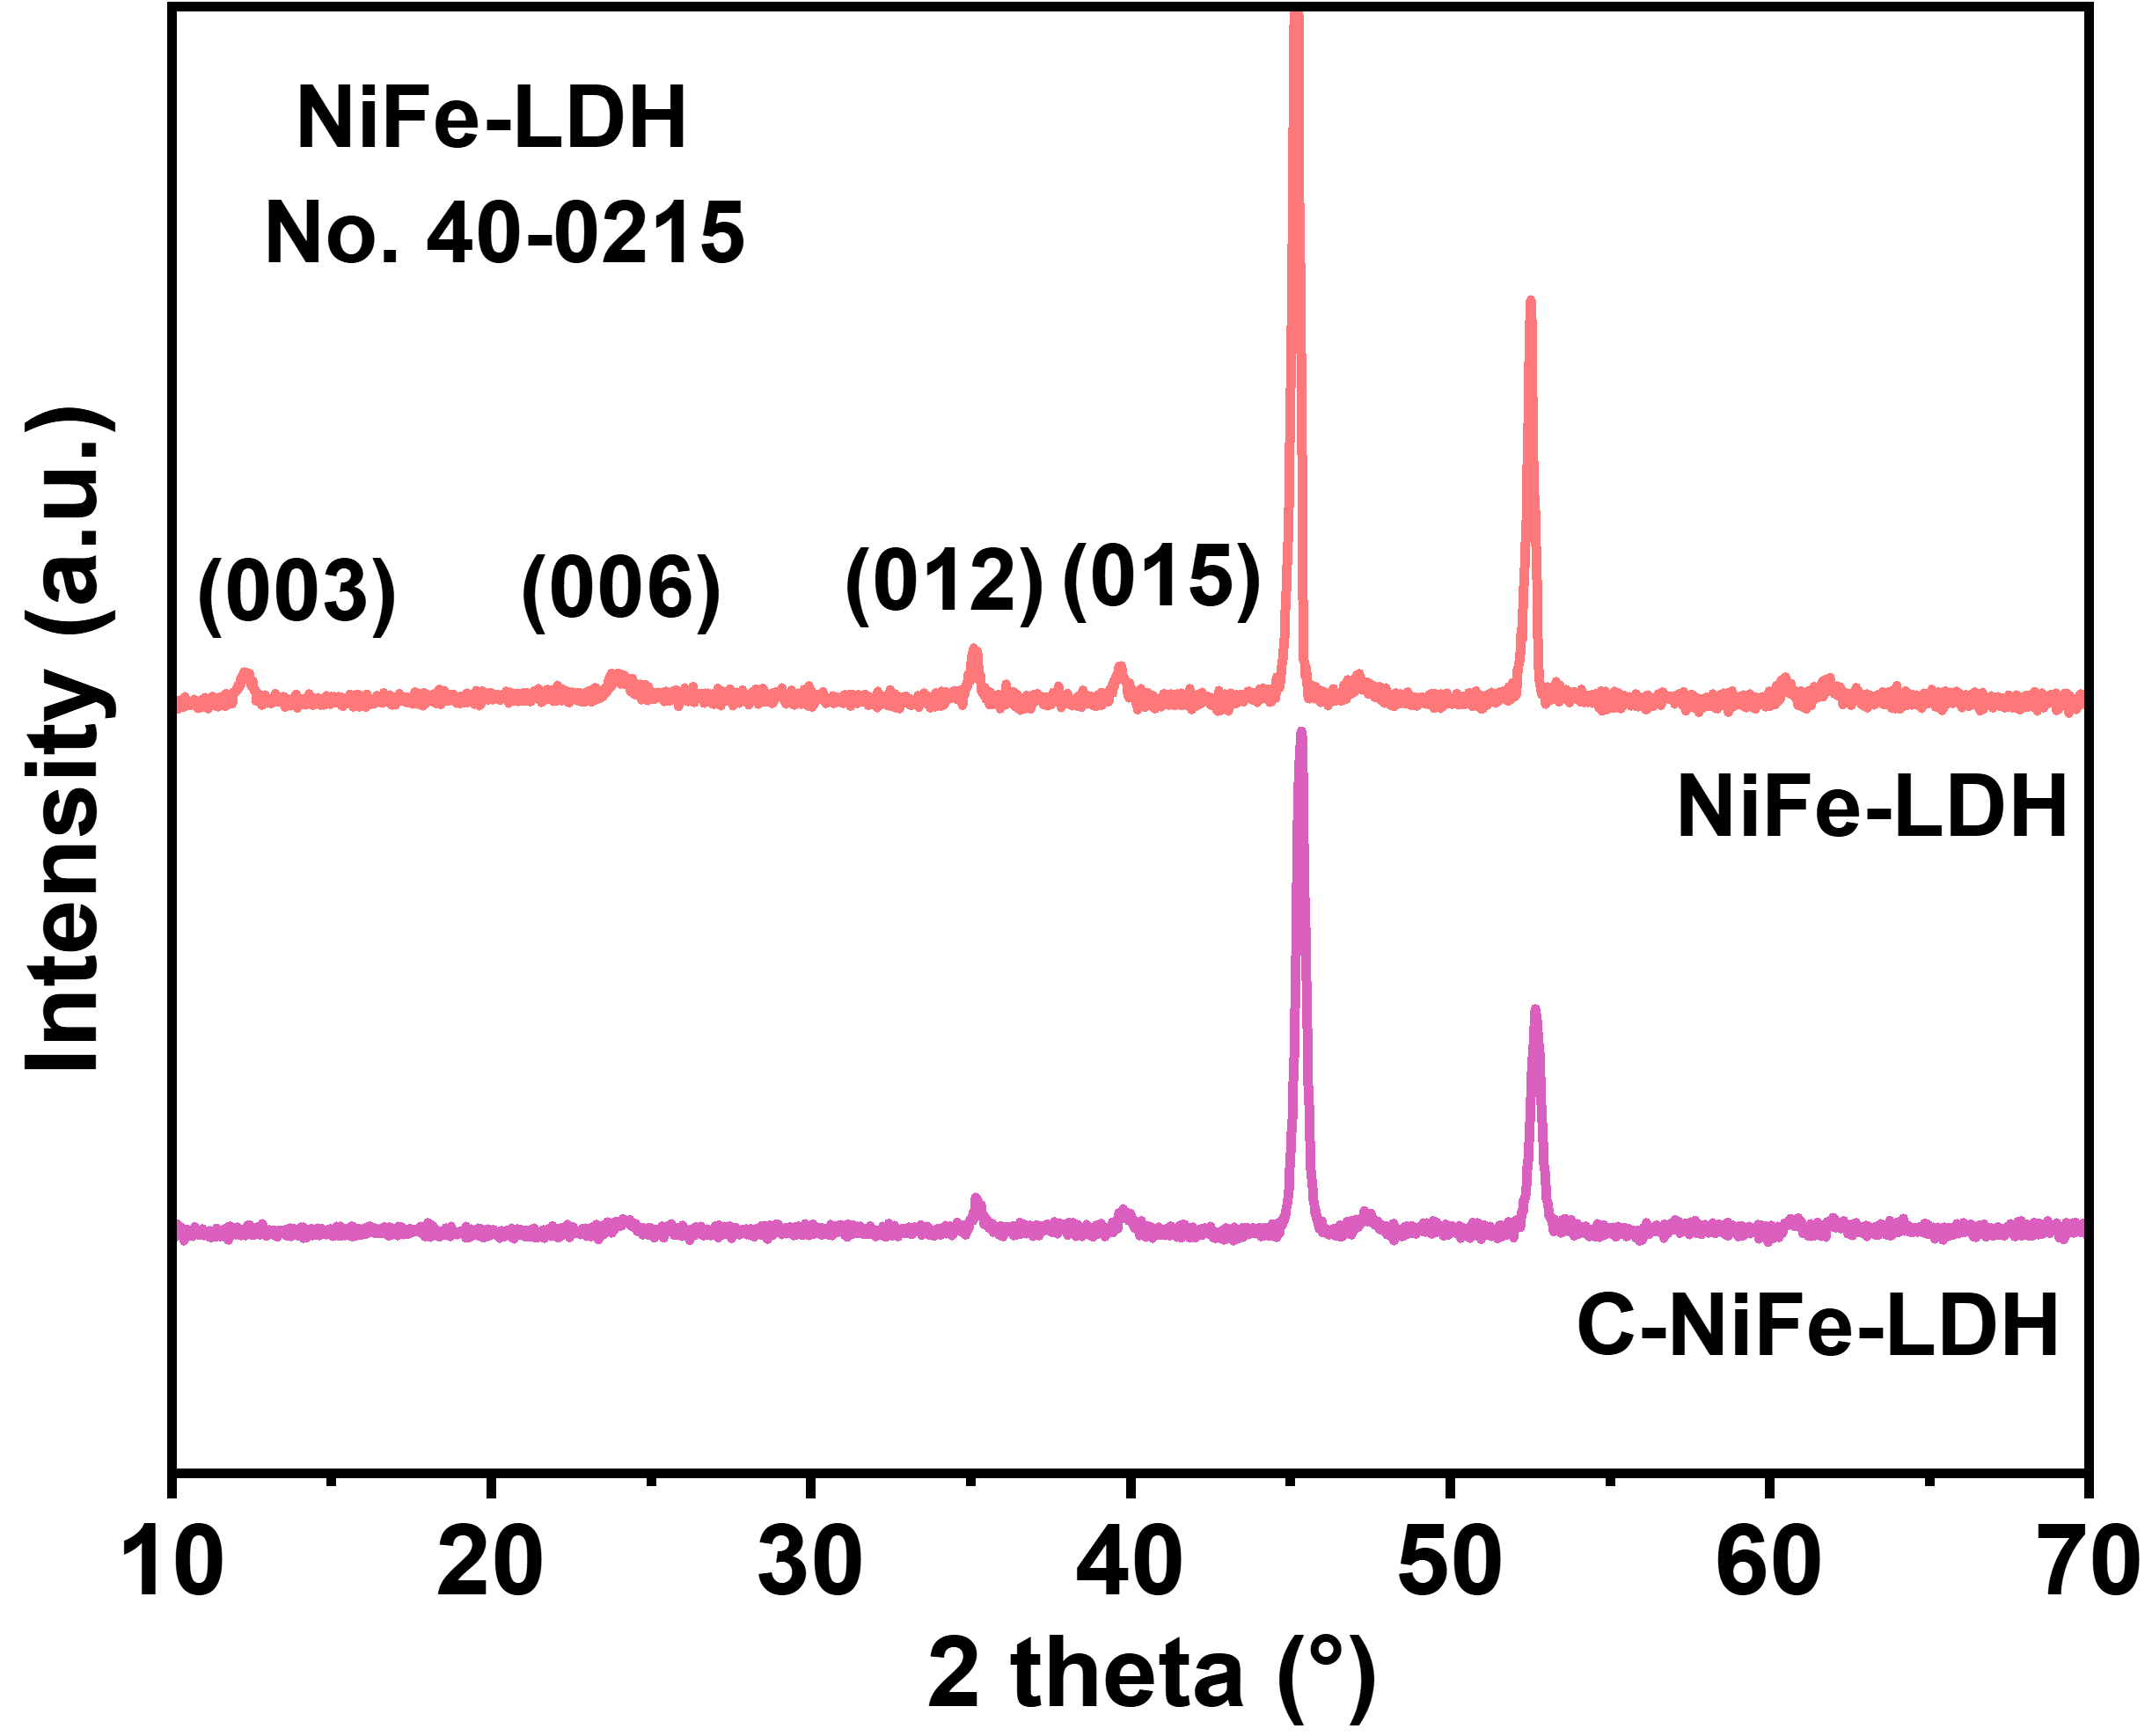 NiFe-LDH
No. 40-0215
(003)
(006)
(012)
(015)
NiFe-LDH
C-NiFe-LDH
Intensity (a.u.)
10
20
30
40
50
60
70
2 theta (°)